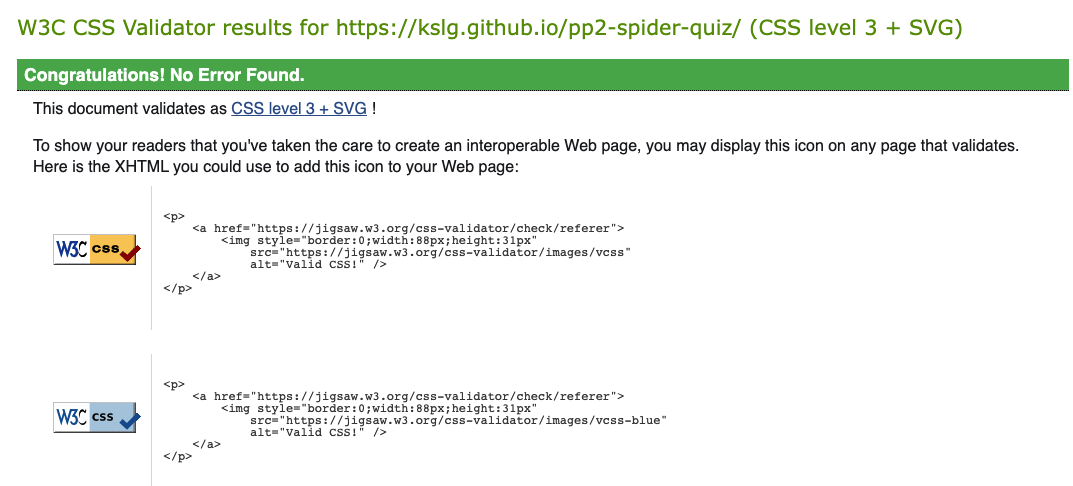 W3C CSS Validator results for https://kslg.github.io/pp2-spider-quiz/ (CSS level 3 + SVG)
Congratulations! No Error Found.
This document validates as CSS level 3 + SVG !
To show your readers that you've taken the care to create an interoperable Web page, you may display this icon on any page that validates.
Here is the XHTML you could use to add this icon to your Web page:
W3C css
<p>
<a href="https://jigsaw.w3.org/css-validator/check/referer">
<img style="border:0;width:88px;height:31px"
src="https://jigsaw.w3.org/css-validator/images/vcss"
alt="Valid CSS!" />
</a>
</p>
W3C css
<p>
<a href="https://jigsaw.w3.org/css-validator/check/referer">
<img style="border:0;width:88px;height:31px"
src="https://jigsaw.w3.org/css-validator/images/vcss-blue"
alt="Valid CSS!" />
</a>
</p>